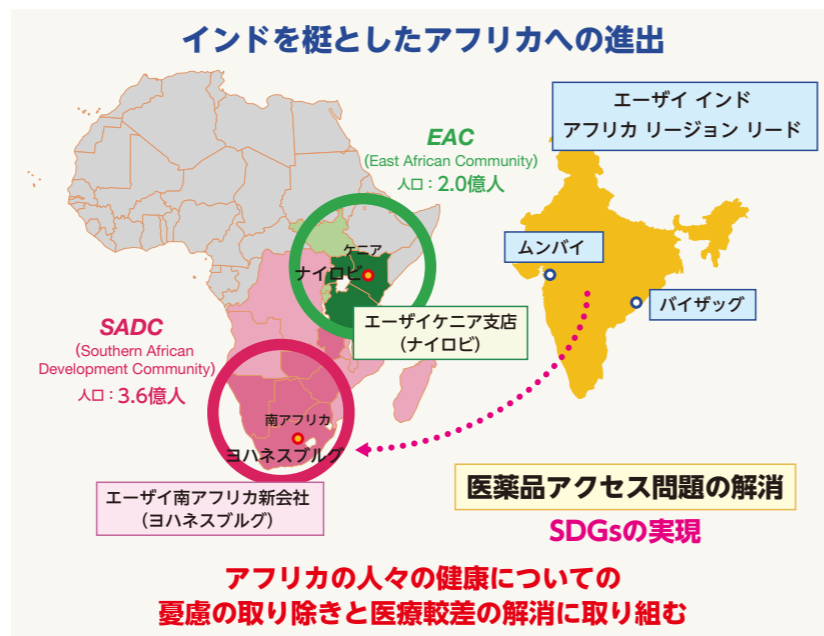 インドを梃としたアフリカへの進出
エーザイ インド
アフリカ リージョン リード
EAC
(East African Community)
人口：2.0億人
ケニア
ナイロビ
ムンバイ
バイザッグ
エーザイケニア支店
(ナイロビ)
SADC
(Southern African
Development Community)
人口：3.6億人
南アフリカ
ヨハネスブルグ
エーザイ南アフリカ新会社
(ヨハネスブルグ)
医薬品アクセス問題の解消
SDGsの実現
アフリカの人々の健康についての
憂慮の取り除きと医療較差の解消に取り組む